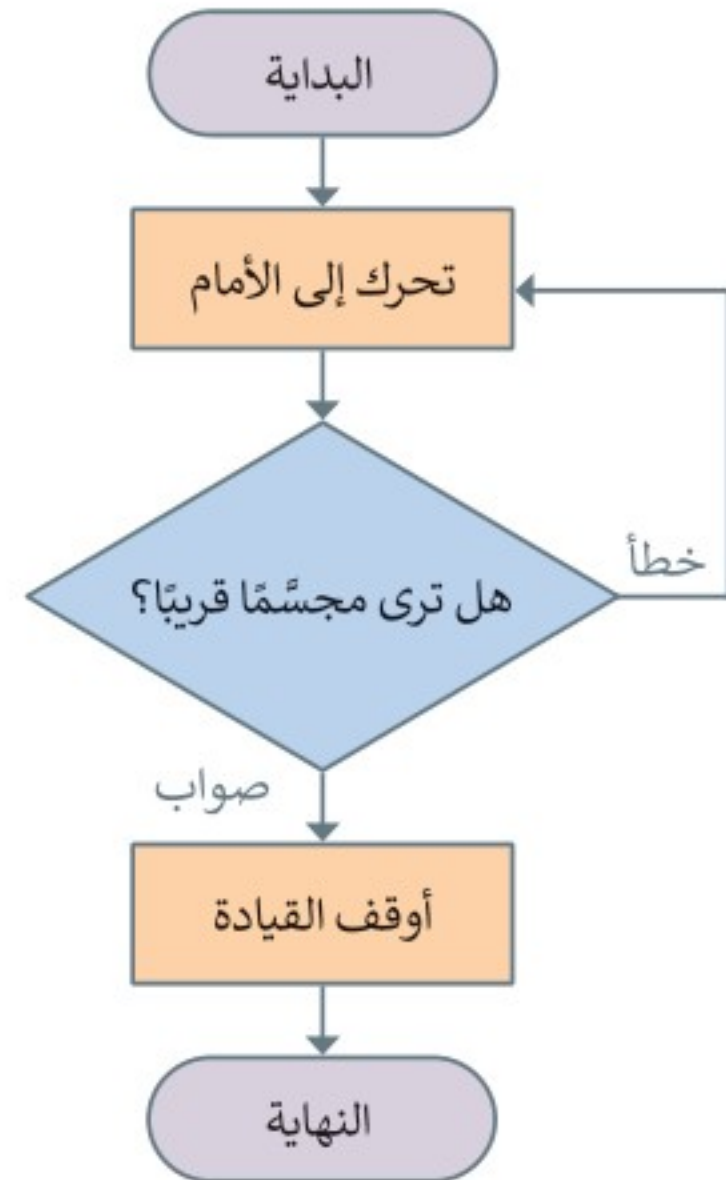 البداية
تحرك إلى الأمام
هل ترى مجسَّمًا قريبًا؟
خطأ
صواب
أوقف القيادة
النهاية